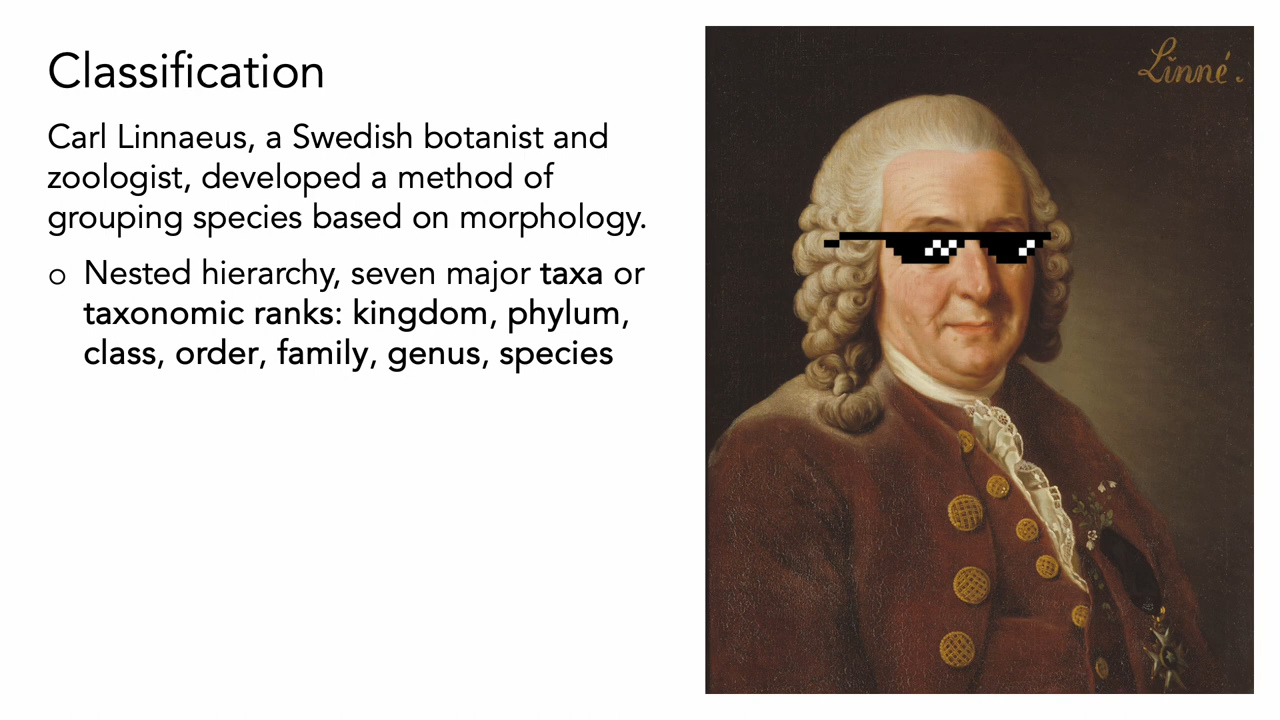 Classification
Carl Linnaeus, a Swedish botanist and
zoologist, developed a method of
grouping species based on morphology.
o Nested hierarchy, seven major taxa or
taxonomic ranks: kingdom, phylum,
class, order, family, genus, species
Linné.